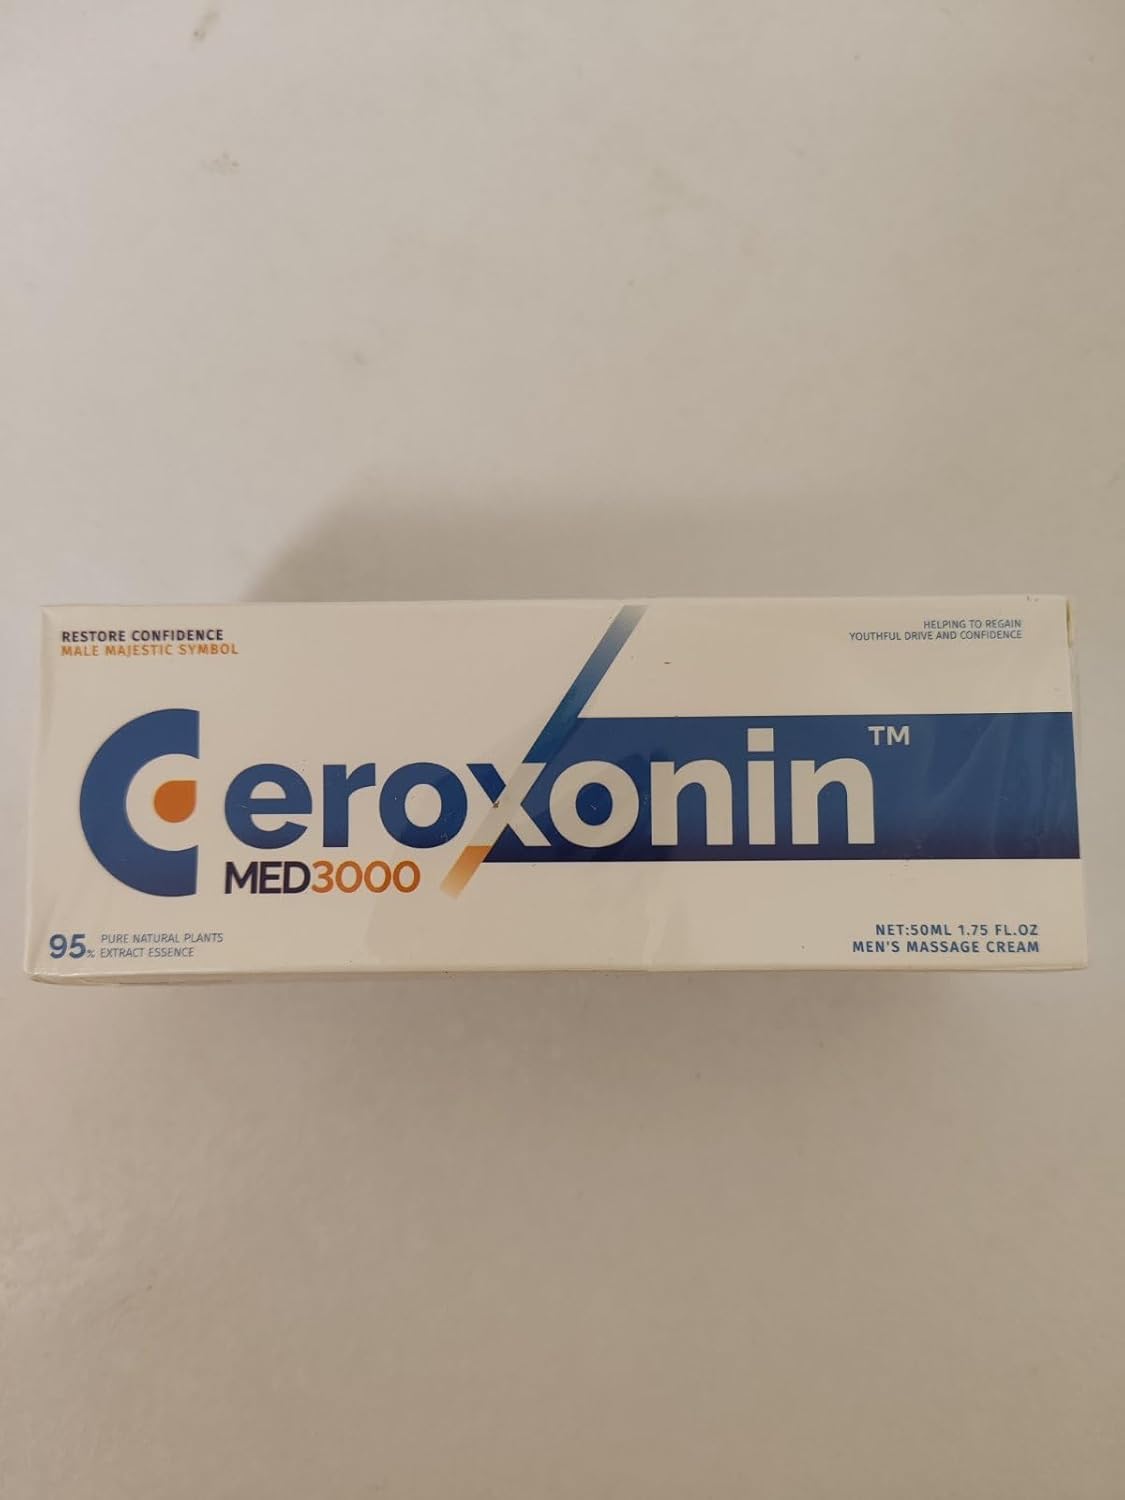 RESTORE CONFIDENCE
MALE MAJESTIC SYMBOL
HELPING TO REGAIN
YOUTHFUL DRIVE AND CONFIDENCE
Ceroxonin™
MED3000
95% PURE NATURAL PLANTS
EXTRACT ESSENCE
NET:50ML 1.75 FL.OZ
MEN'S MASSAGE CREAM